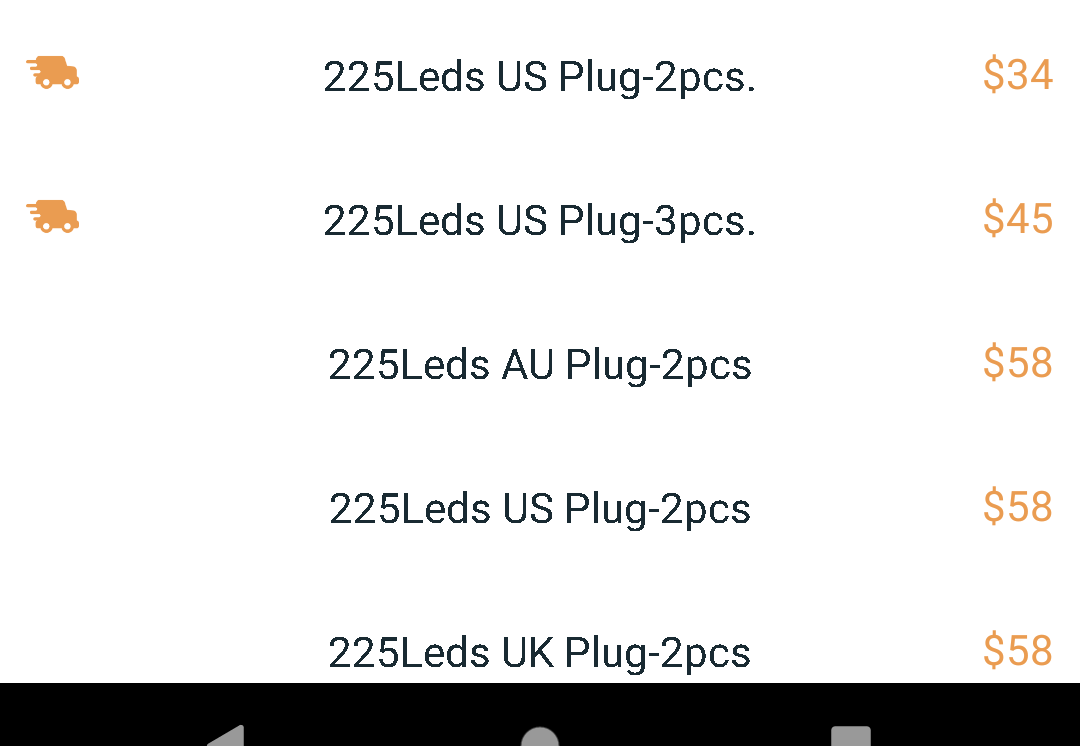 225Leds US Plug-2pcs. $34
225Leds US Plug-3pcs. $45
225Leds AU Plug-2pcs $58
225Leds US Plug-2pcs $58
225Leds UK Plug-2pcs $58